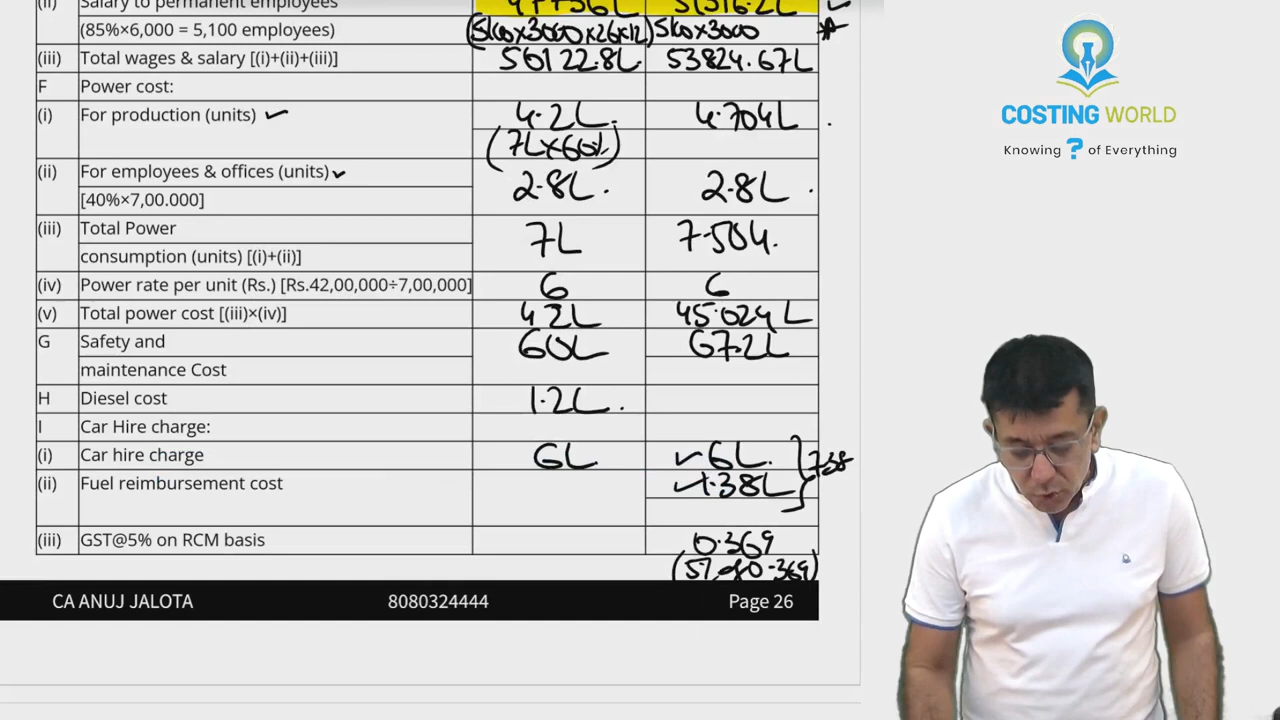 (ii) Salary to permanent employees 47736L 51516.2L
(85%×6,000 = 5,100 employees) (5100×3000×26×12) 5100×3000
(iii) Total wages & salary [(i)+(ii)+(iii)] 50122.8L 53824.67L
F Power cost:
(i) For production (units) 4.2L 4.704L
(7L×60%)
(ii) For employees & offices (units) 2.8L 2.8L
[40%×7,00.000]
(iii) Total Power 7L 7.504
consumption (units) [(i)+(ii)]
(iv) Power rate per unit (Rs.) [Rs.42,00,000÷7,00,000] 6 6
(v) Total power cost [(iii)×(iv)] 42L 45.024L
G Safety and 60L 67.2L
maintenance Cost
H Diesel cost 1.2L
I Car Hire charge:
(i) Car hire charge 6L 6L 7.38
(ii) Fuel reimbursement cost 1.38L
(iii) GST@5% on RCM basis 0.369
CA ANUJ JALOTA 8080324444 Page 26
COSTING WORLD
Knowing ? of Everything